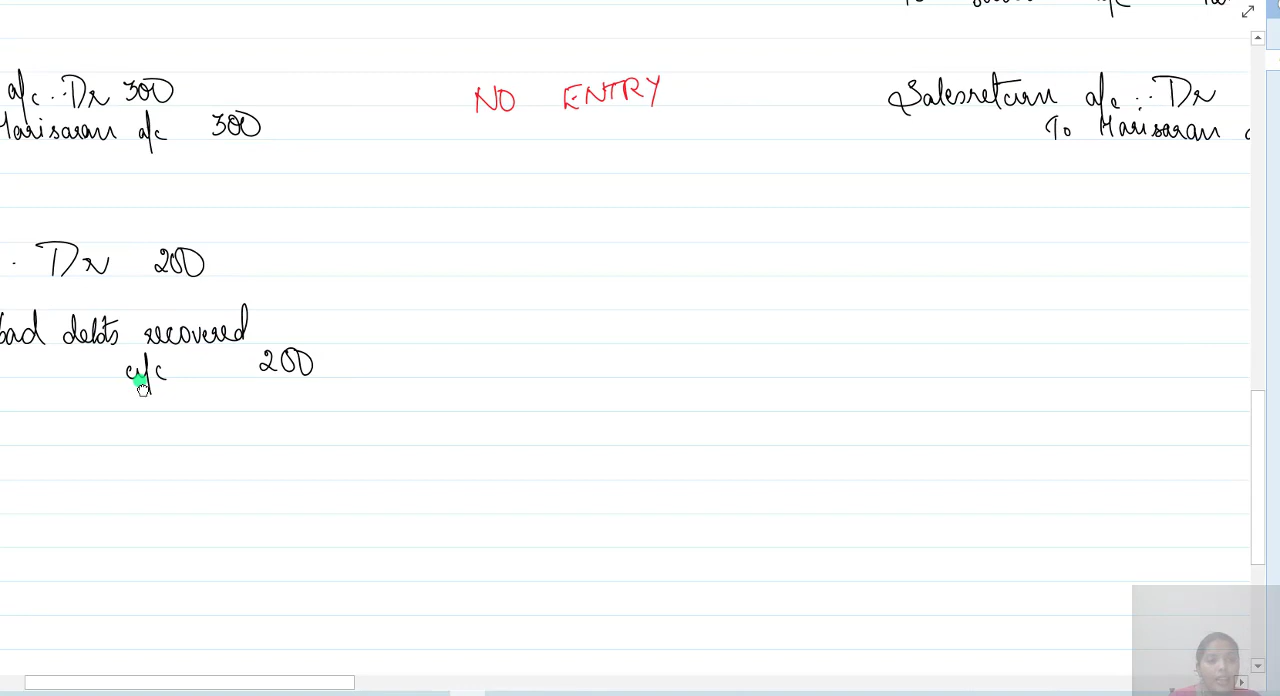 a/c .. Dr 300
Harisaran a/c 300
NO ENTRY
Salesreturn a/c .. Dr
To Harisaran
. Dr 200
bad debts recovered
a/c 200